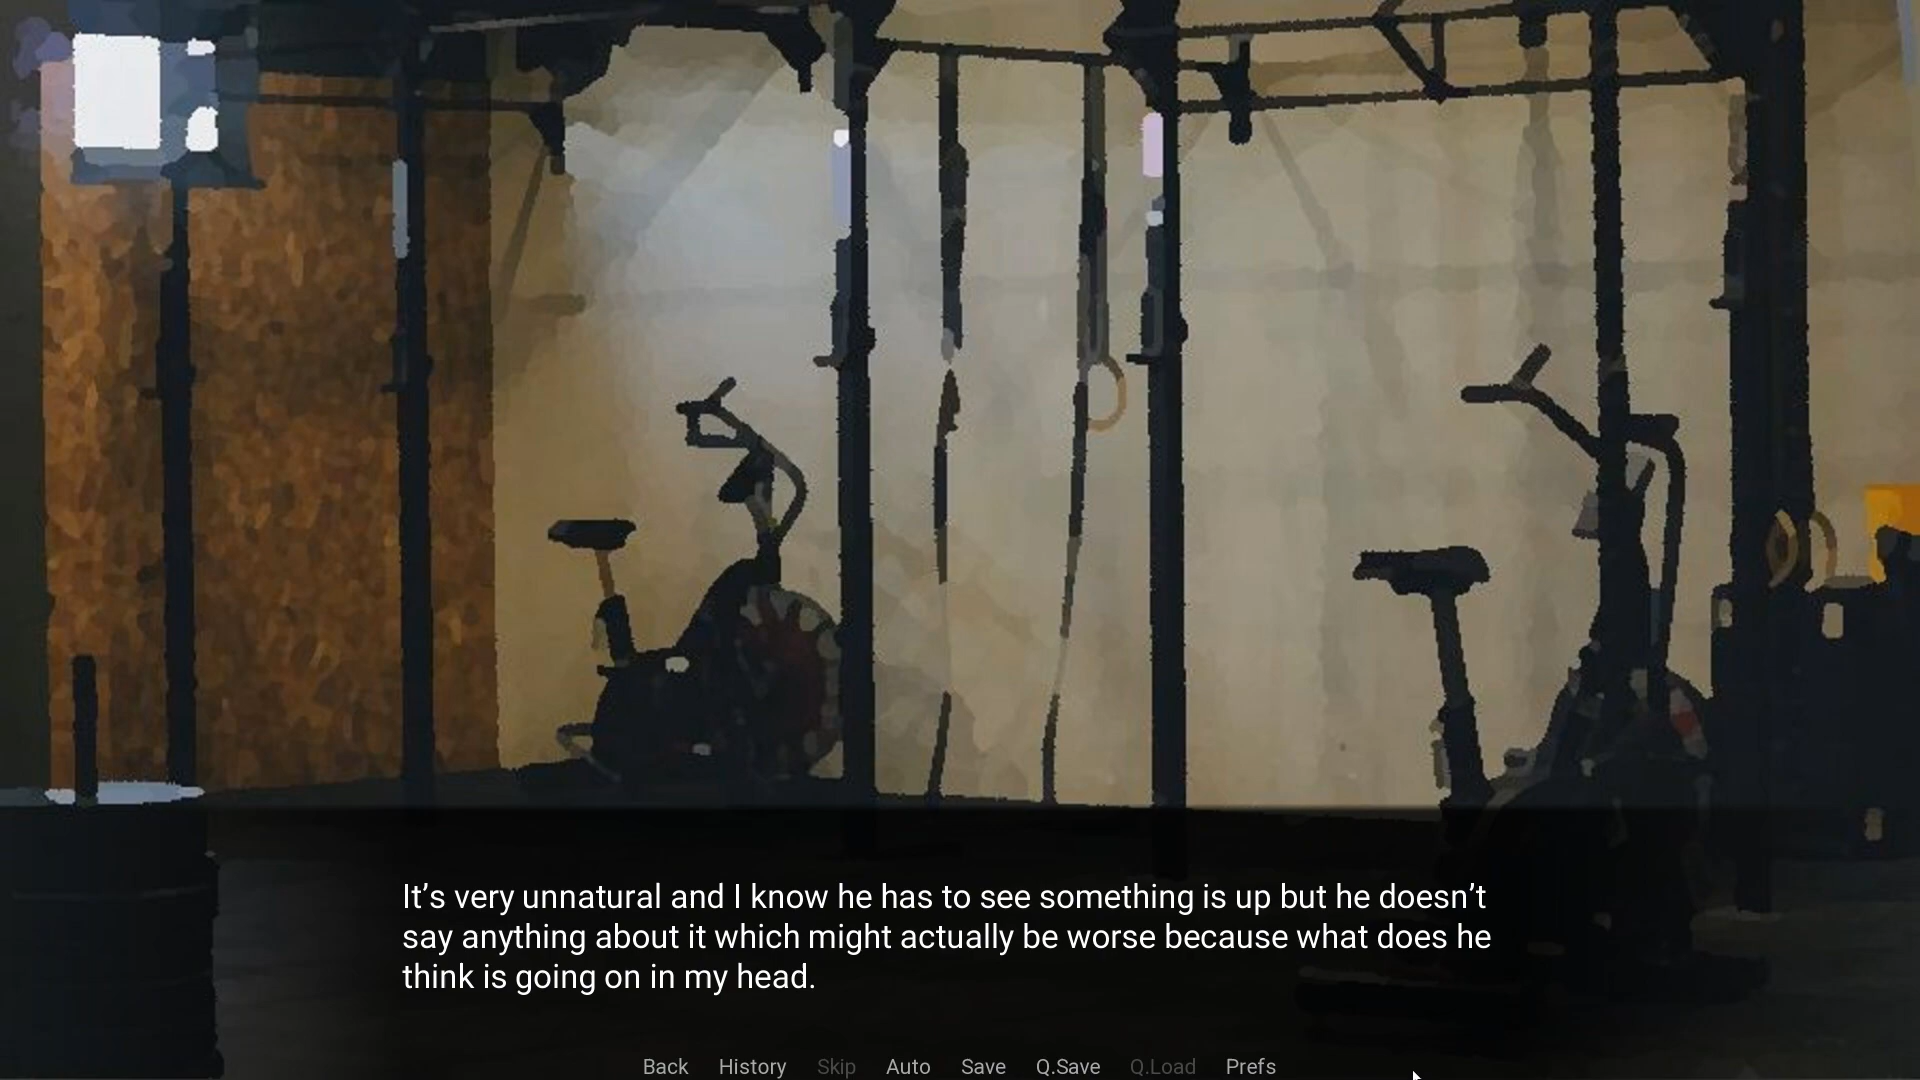 It’s very unnatural and I know he has to see something is up but he doesn’t
say anything about it which might actually be worse because what does he
think is going on in my head.
Back History Skip Auto Save Q.Save Q.Load Prefs